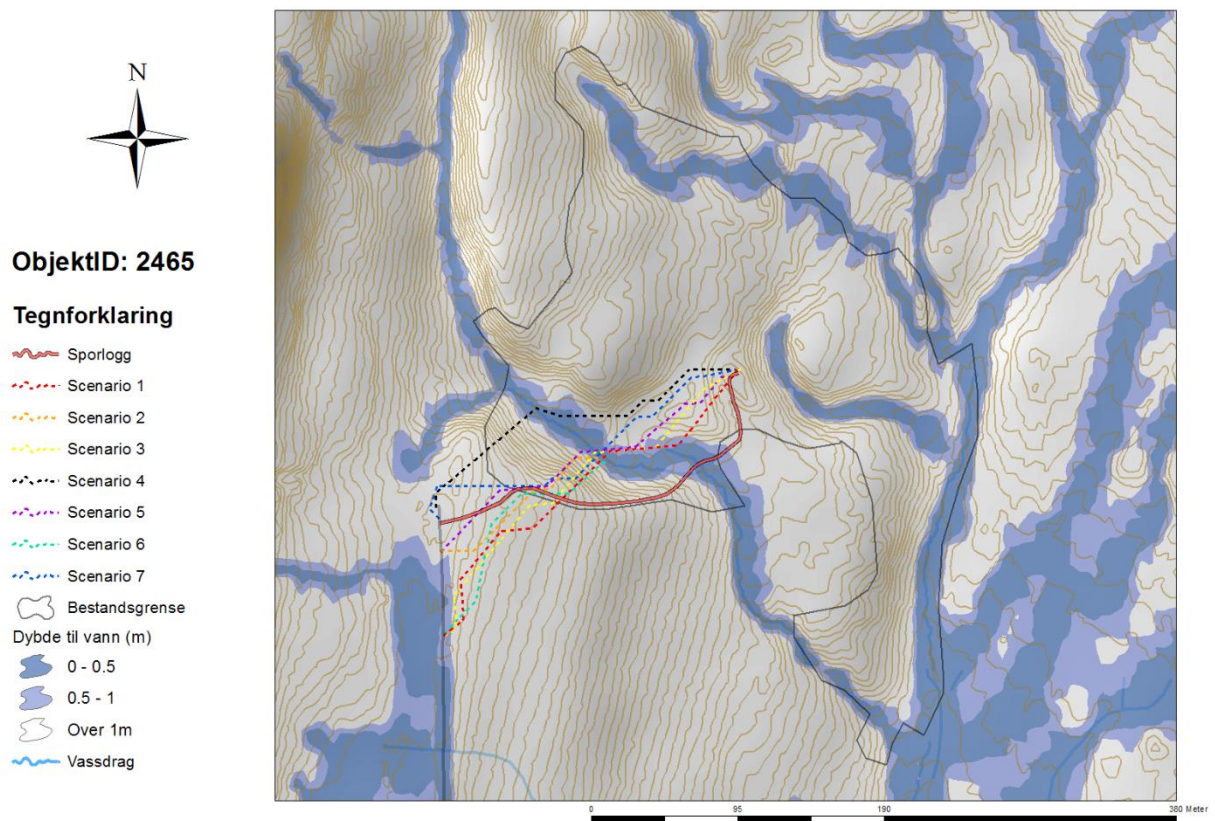 N
ObjektID: 2465
Tegnforklaring
Sporlogg
Scenario 1
Scenario 2
Scenario 3
Scenario 4
Scenario 5
Scenario 6
Scenario 7
Bestandsgrense
Dybde til vann (m)
0 - 0.5
0.5 - 1
Over 1m
Vassdrag
0 95 190 380 Meter